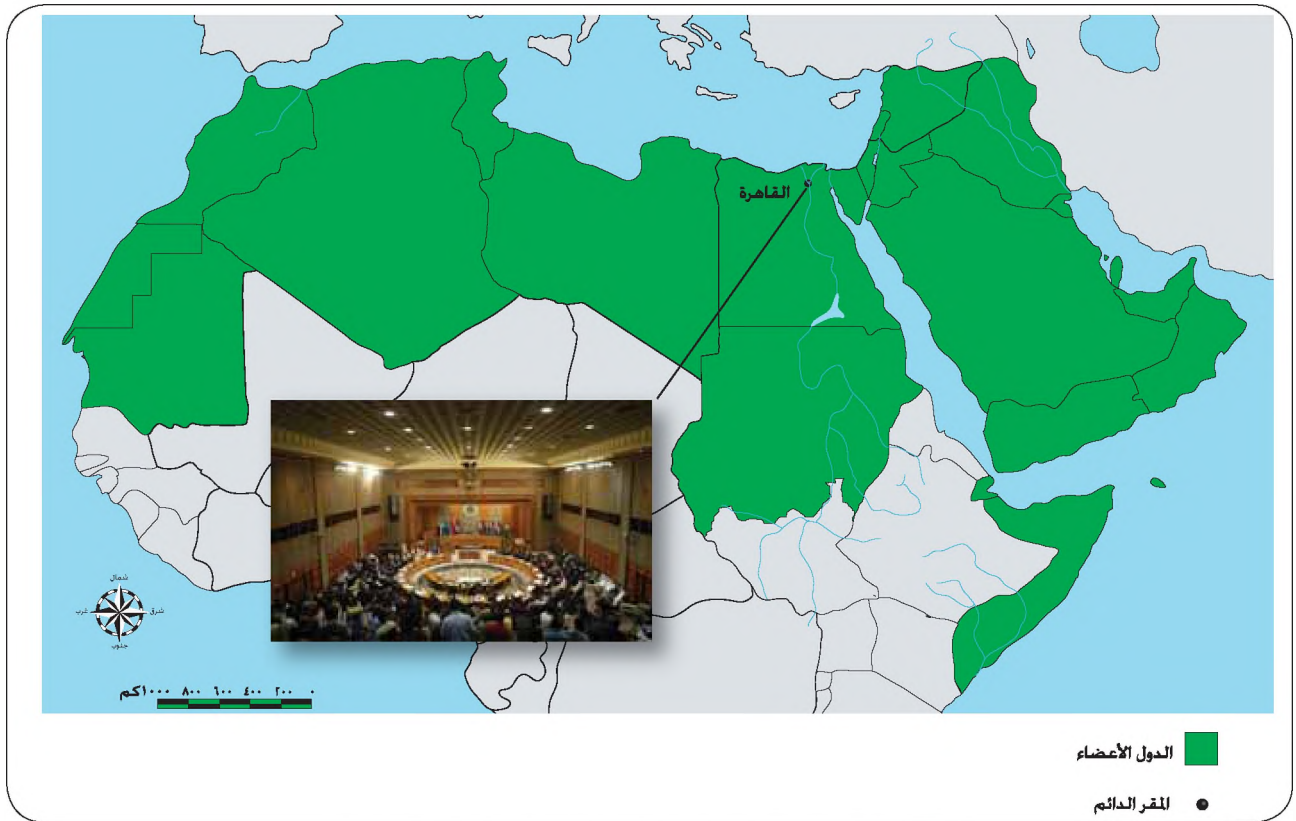 القاهرة
شمال
شرق
غرب
جنوب
٠ ٢٠٠ ٤٠٠ ٦٠٠ ٨٠٠ ١٠٠٠كم
الدول الأعضاء
المقر الدائم